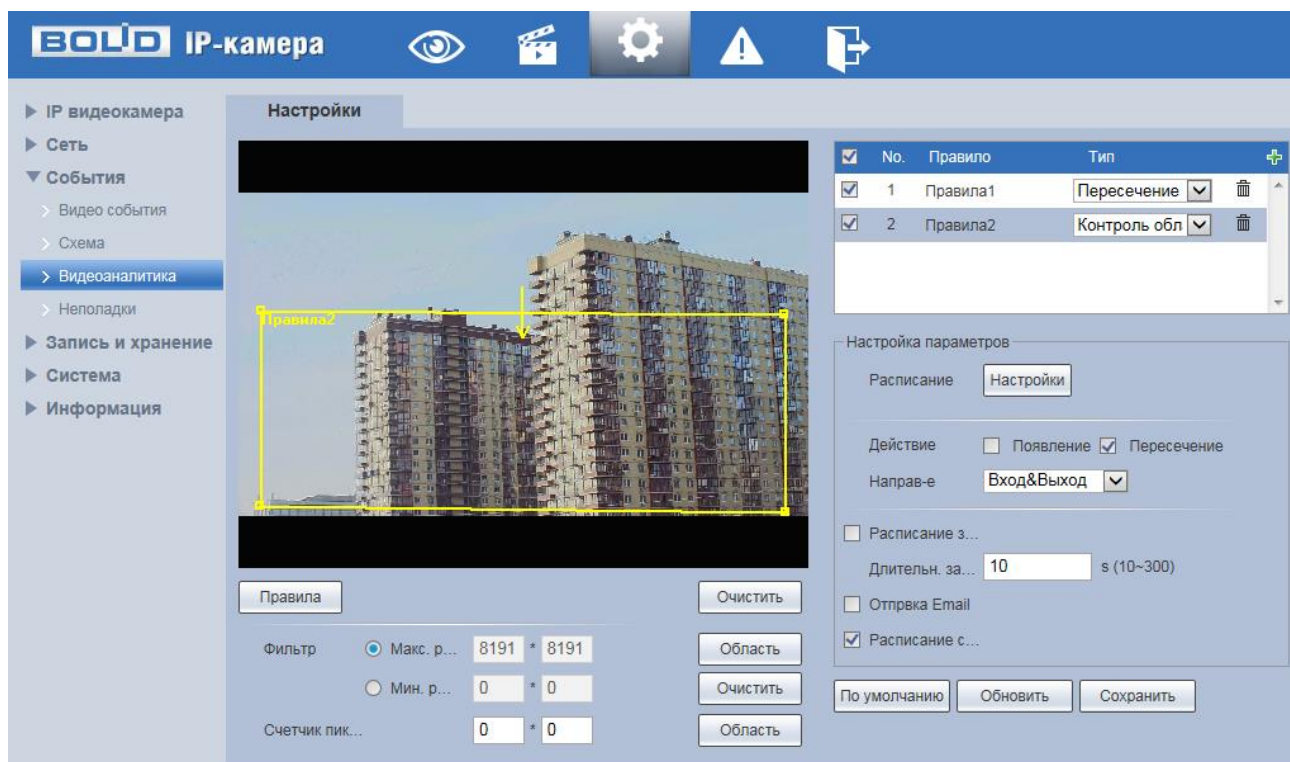 BOLID IP-камера
IP видеокамера
Сеть
События
Видео события
Схема
Видеоаналитика
Неполадки
Запись и хранение
Система
Информация
Настройки
Правила2
Правила
Очистить
Фильтр Макс. р... 8191 * 8191 Область
Мин. р... 0 * 0 Очистить
Счетчик пик... 0 * 0 Область
No. Правило Тип
1 Правила1 Пересечение
2 Правила2 Контроль обл
Настройка параметров
Расписание Настройки
Действие Появление Пересечение
Направ-е Вход&Выход
Расписание з...
Длительн. за... 10 s (10~300)
Отпрвка Email
Расписание с...
По умолчанию Обновить Сохранить